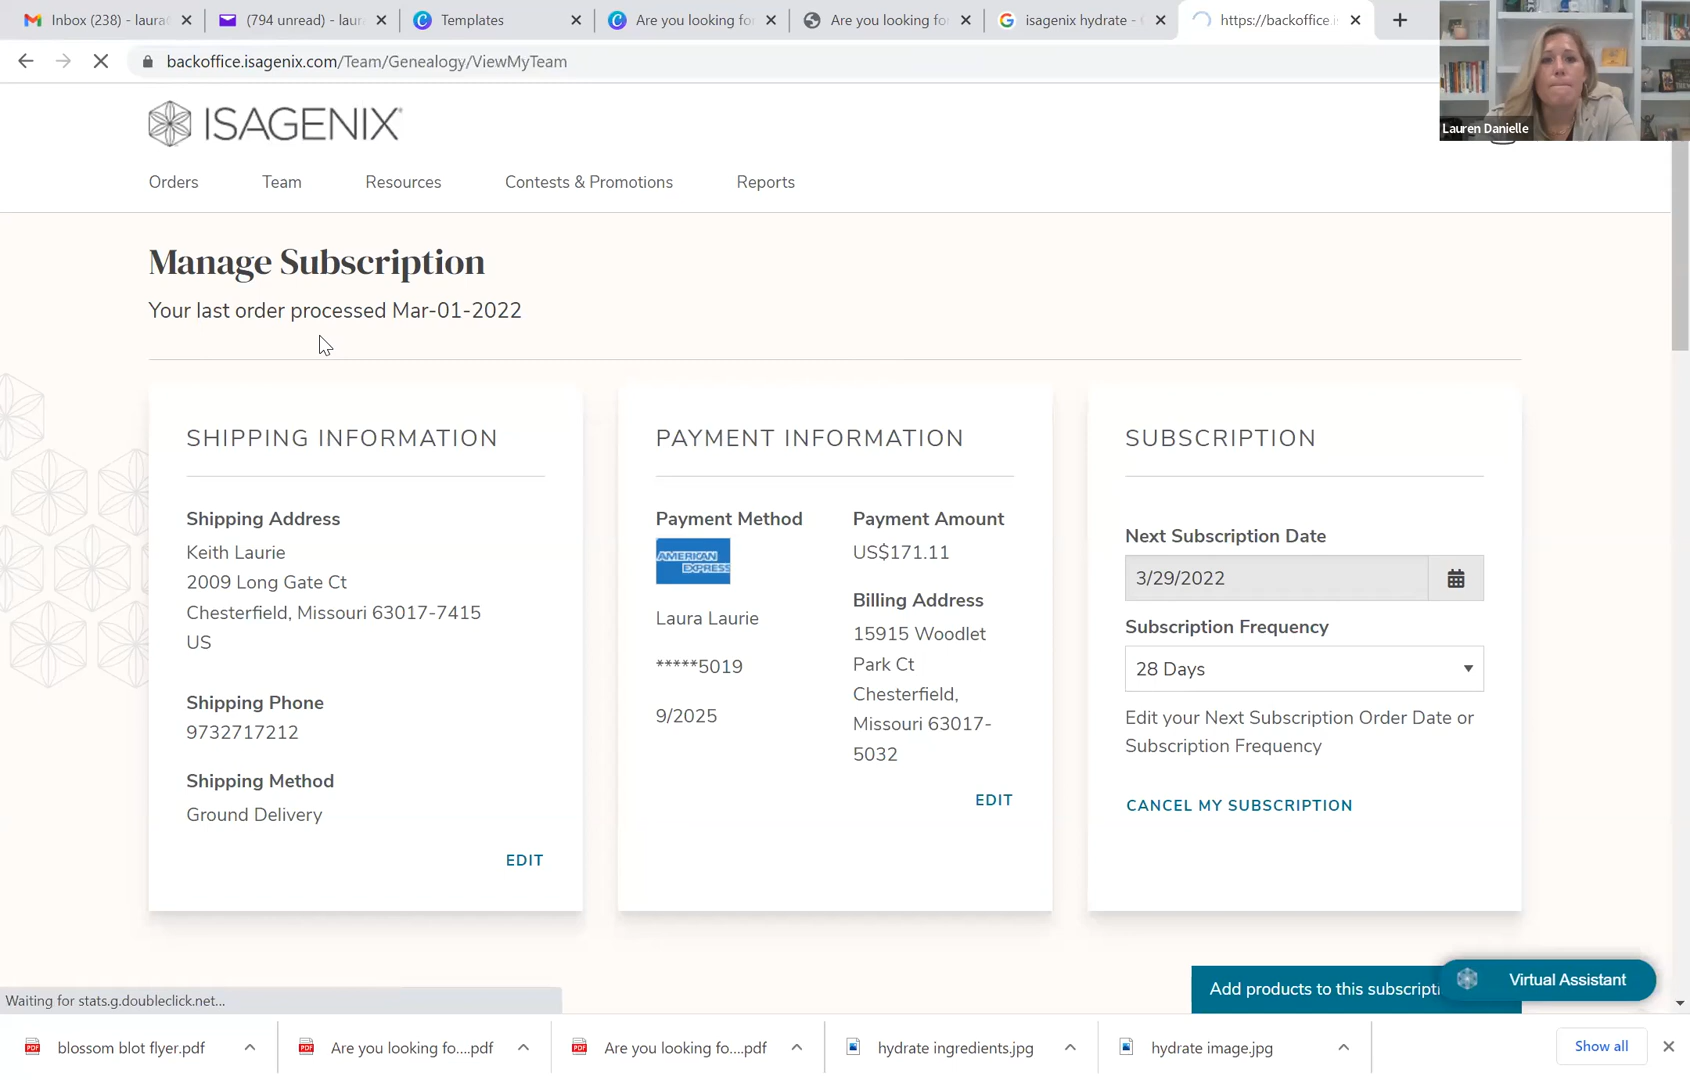 Inbox (238) - laura
(794 unread) - laur
Templates
Are you looking fo
Are you looking fo
isagenix hydrate -
https://backoffice.i
backoffice.isagenix.com/Team/Genealogy/ViewMyTeam
Lauren Danielle
ISAGENIX
Orders
Team
Resources
Contests & Promotions
Reports
Manage Subscription
Your last order processed Mar-01-2022
SHIPPING INFORMATION
Shipping Address
Keith Laurie
2009 Long Gate Ct
Chesterfield, Missouri 63017-7415
US
Shipping Phone
9732717212
Shipping Method
Ground Delivery
EDIT
PAYMENT INFORMATION
Payment Method
AMERICAN
EXPRESS
Laura Laurie
*****5019
9/2025
Payment Amount
US$171.11
Billing Address
15915 Woodlet
Park Ct
Chesterfield,
Missouri 63017-
5032
EDIT
SUBSCRIPTION
Next Subscription Date
3/29/2022
Subscription Frequency
28 Days
Edit your Next Subscription Order Date or
Subscription Frequency
CANCEL MY SUBSCRIPTION
Add products to this subscripti
Virtual Assistant
Waiting for stats.g.doubleclick.net...
blossom blot flyer.pdf
Are you looking fo....pdf
Are you looking fo....pdf
hydrate ingredients.jpg
hydrate image.jpg
Show all